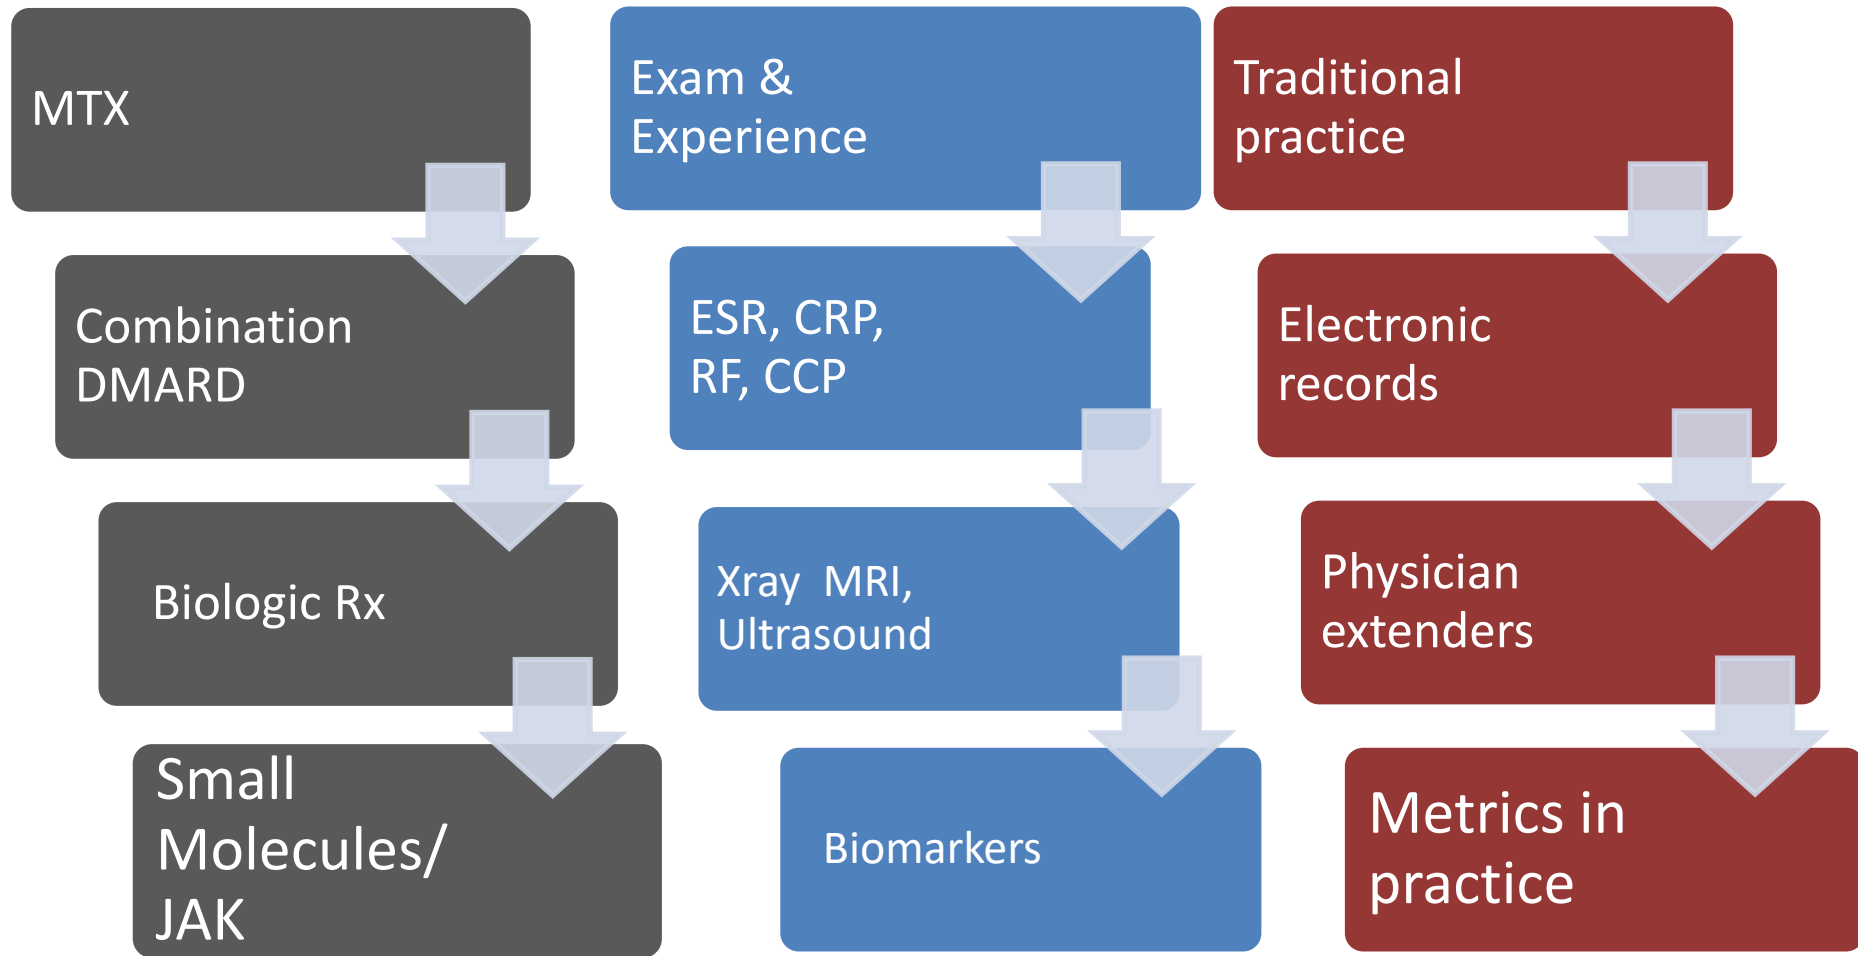 MTX
Combination
DMARD
Biologic Rx
Small
Molecules/
JAK
Exam &
Experience
ESR, CRP,
RF, CCP
Xray  MRI,
Ultrasound
Biomarkers
Traditional
practice
Electronic
records
Physician
extenders
Metrics in
practice